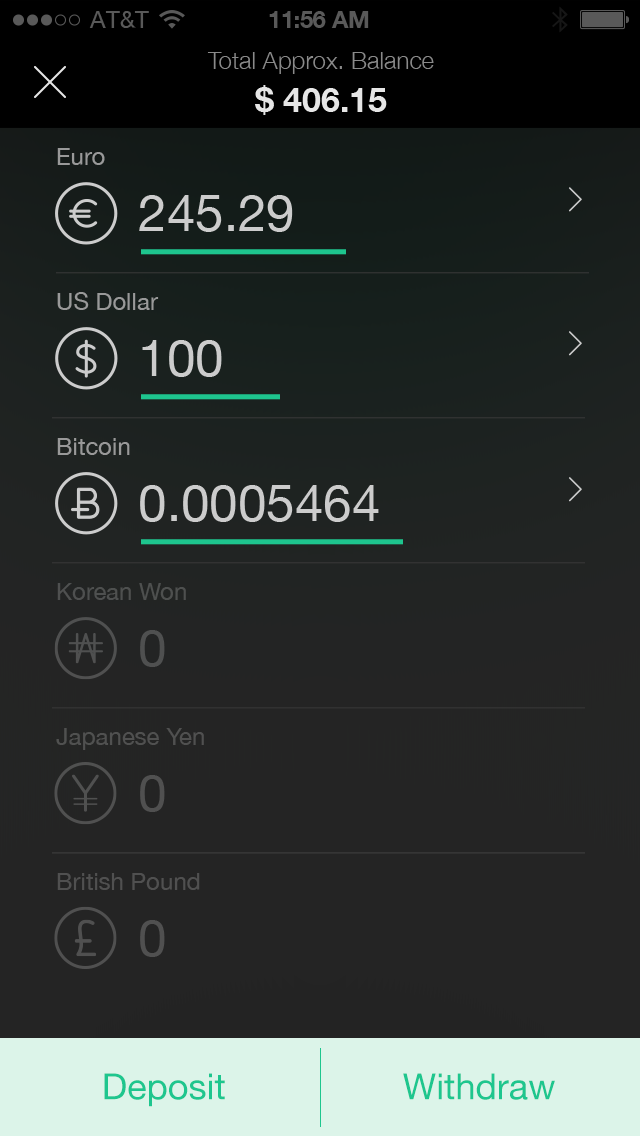 AT&T
11:56 AM
Total Approx. Balance
$ 406.15
Euro
€ 245.29
US Dollar
$ 100
Bitcoin
₿ 0.0005464
Korean Won
₩ 0
Japanese Yen
¥ 0
British Pound
£ 0
Deposit
Withdraw